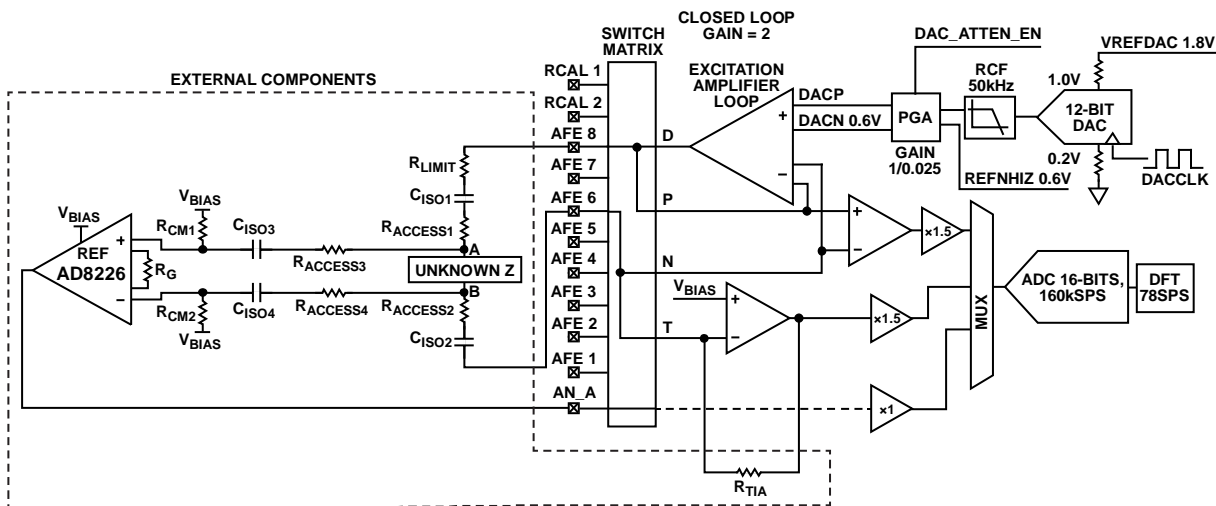 CLOSED LOOP
GAIN = 2
SWITCH
MATRIX
DAC_ATTEN_EN
VREFDAC 1.8V
EXTERNAL COMPONENTS
RCAL 1
RCAL 2
AFE 8
AFE 7
AFE 6
AFE 5
AFE 4
AFE 3
AFE 2
AFE 1
AN_A
EXCITATION
AMPLIFIER
LOOP
DACP
DACN 0.6V
+
−
PGA
GAIN
1/0.025
RCF
50kHz
1.0V
12-BIT
DAC
0.2V
REFNHIZ 0.6V
DACCLK
D
P
N
T
RLIMIT
CISO1
RACCESS1
A
UNKNOWN Z
B
RACCESS2
CISO2
VBIAS
RCM1
CISO3
RACCESS3
VBIAS
+
REF
AD8226
−
RG
RCM2
VBIAS
CISO4
RACCESS4
+
−
×1.5
VBIAS
+
−
×1.5
×1
MUX
ADC 16-BITS,
160kSPS
DFT
78SPS
RTIA